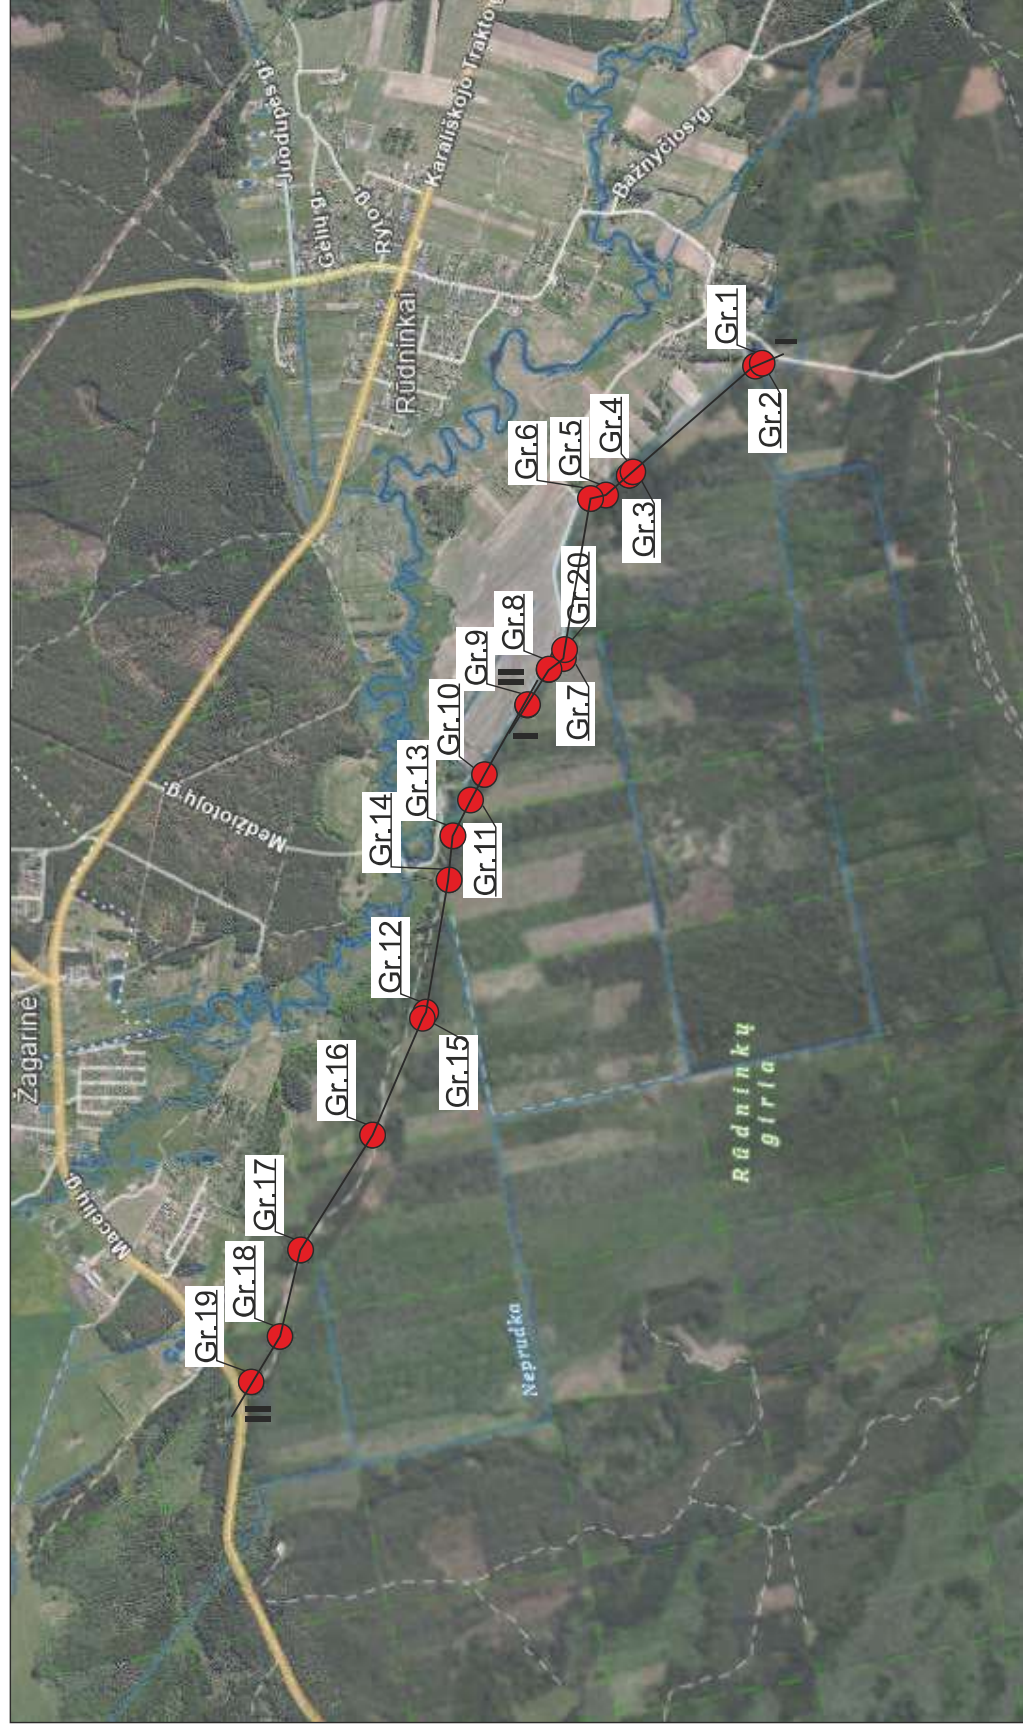 Juodupės g.
Gėlių g.
Ryto g.
Karališkojo Trakto g.
Bažnyčios g.
Rūdninkai
Medžiotojų g.
Žagarinė
Macelių g.
Gr.1
Gr.2
I
Gr.6
Gr.5
Gr.4
Gr.3
Gr.20
Gr.8
Gr.9
II
Gr.7
I
Gr.10
Gr.13
Gr.14
Gr.11
Gr.12
Gr.15
Gr.16
Gr.17
Gr.18
Gr.19
II
Rūdninkų
giria
Neprudka